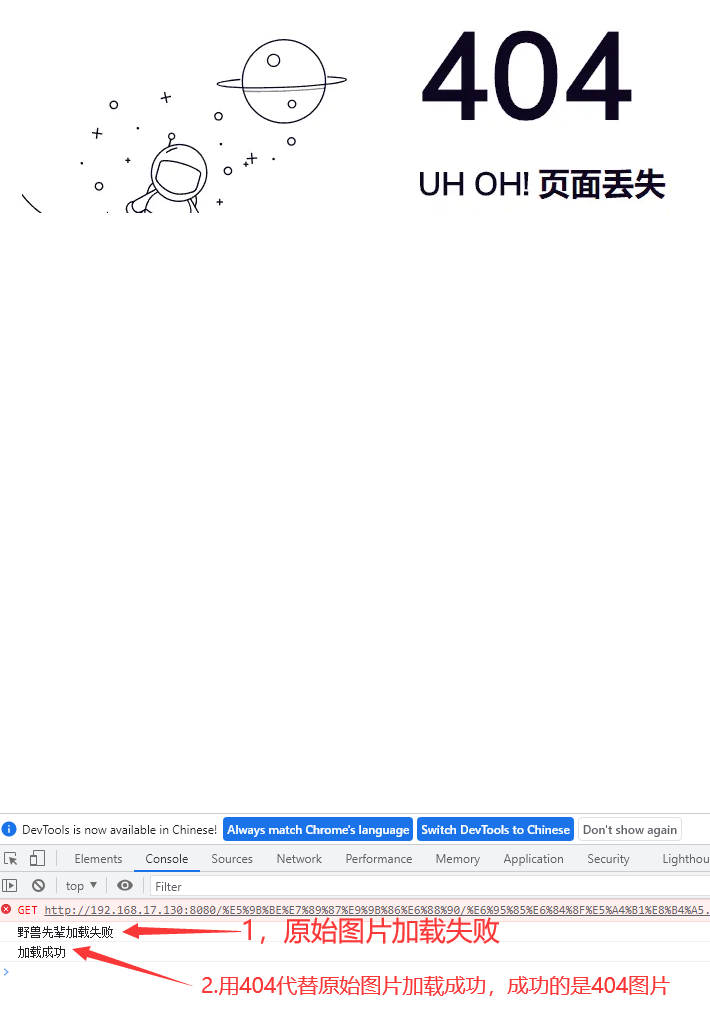 404
UH OH! 页面丢失
DevTools is now available in Chinese! Always match Chrome's language Switch DevTools to Chinese Don't show again
Elements Console Sources Network Performance Memory Application Security Lighthou
top Filter
GET http://192.168.17.130:8080/%E5%9B%BE%E7%89%87%E9%9B%86%E6%88%90/%E6%95%85%E6%84%8F%E5%A4%B1%E8%B4%A5.
野兽先辈加载失败
1，原始图片加载失败
加载成功
2.用404代替原始图片加载成功，成功的是404图片